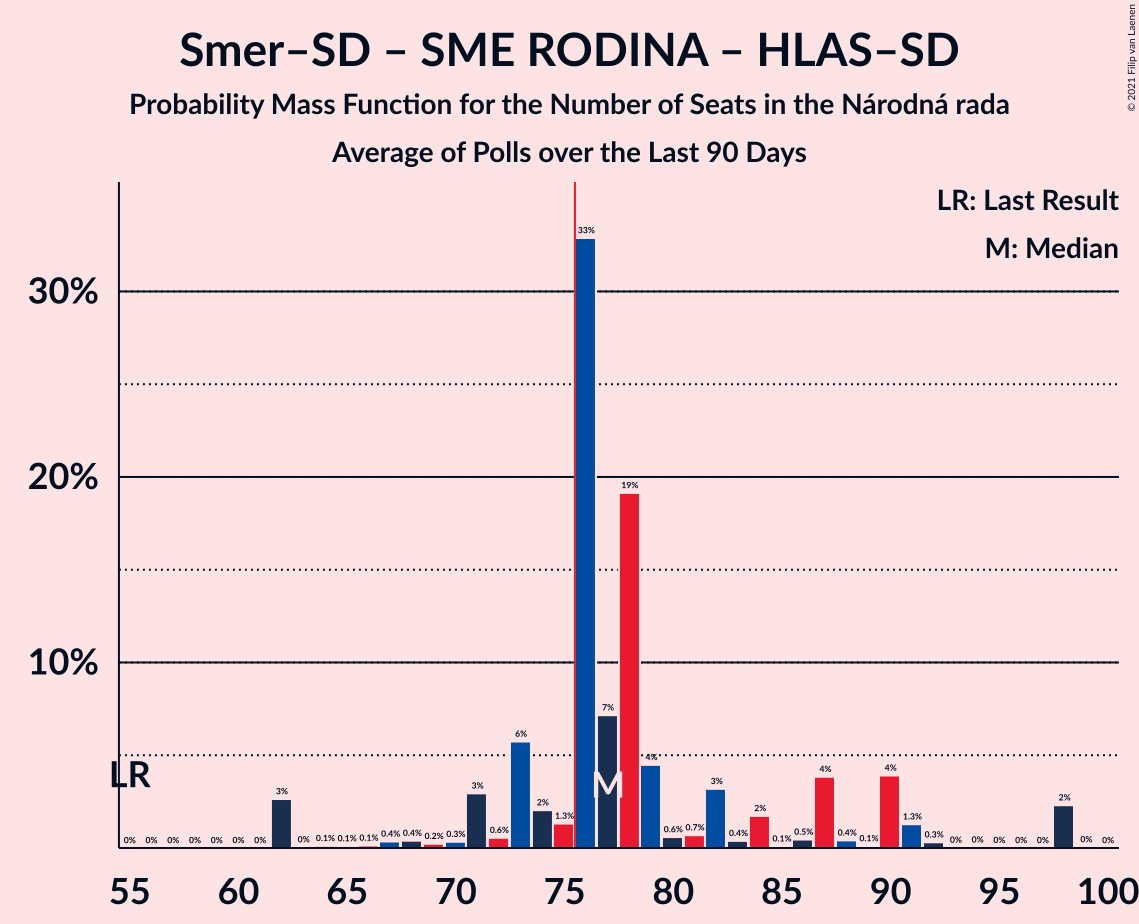 Smer–SD – SME RODINA – HLAS–SD
Probability Mass Function for the Number of Seats in the Národná rada
Average of Polls over the Last 90 Days
© 2021 Filip van Laenen
LR: Last Result
M: Median
30%
20%
10%
LR
M
0% 0% 0% 0% 0% 0% 0% 3% 0% 0.1% 0.1% 0.1% 0.4% 0.4% 0.2% 0.3% 3% 0.6% 6% 2% 1.3% 33% 7% 19% 4% 0.6% 0.7% 3% 0.4% 2% 0.1% 0.5% 4% 0.4% 0.1% 4% 1.3% 0.3% 0% 0% 0% 0% 0% 2% 0% 0%
55 60 65 70 75 80 85 90 95 100